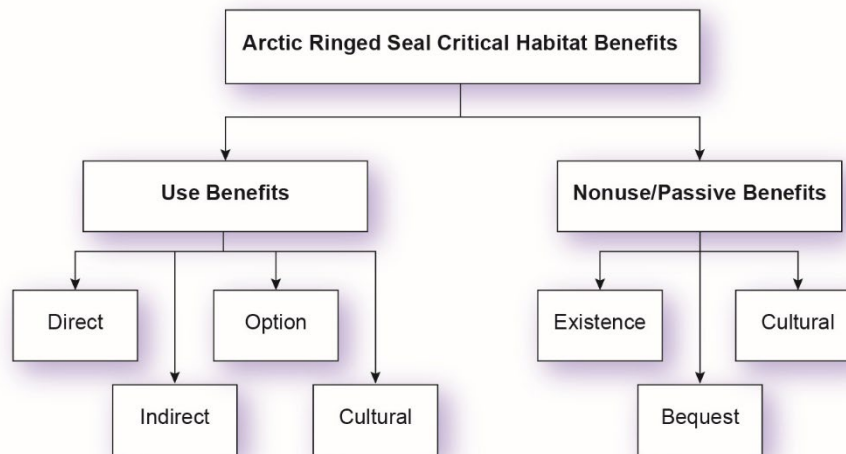 Arctic Ringed Seal Critical Habitat Benefits
Use Benefits
Nonuse/Passive Benefits
Direct
Option
Existence
Cultural
Indirect
Cultural
Bequest